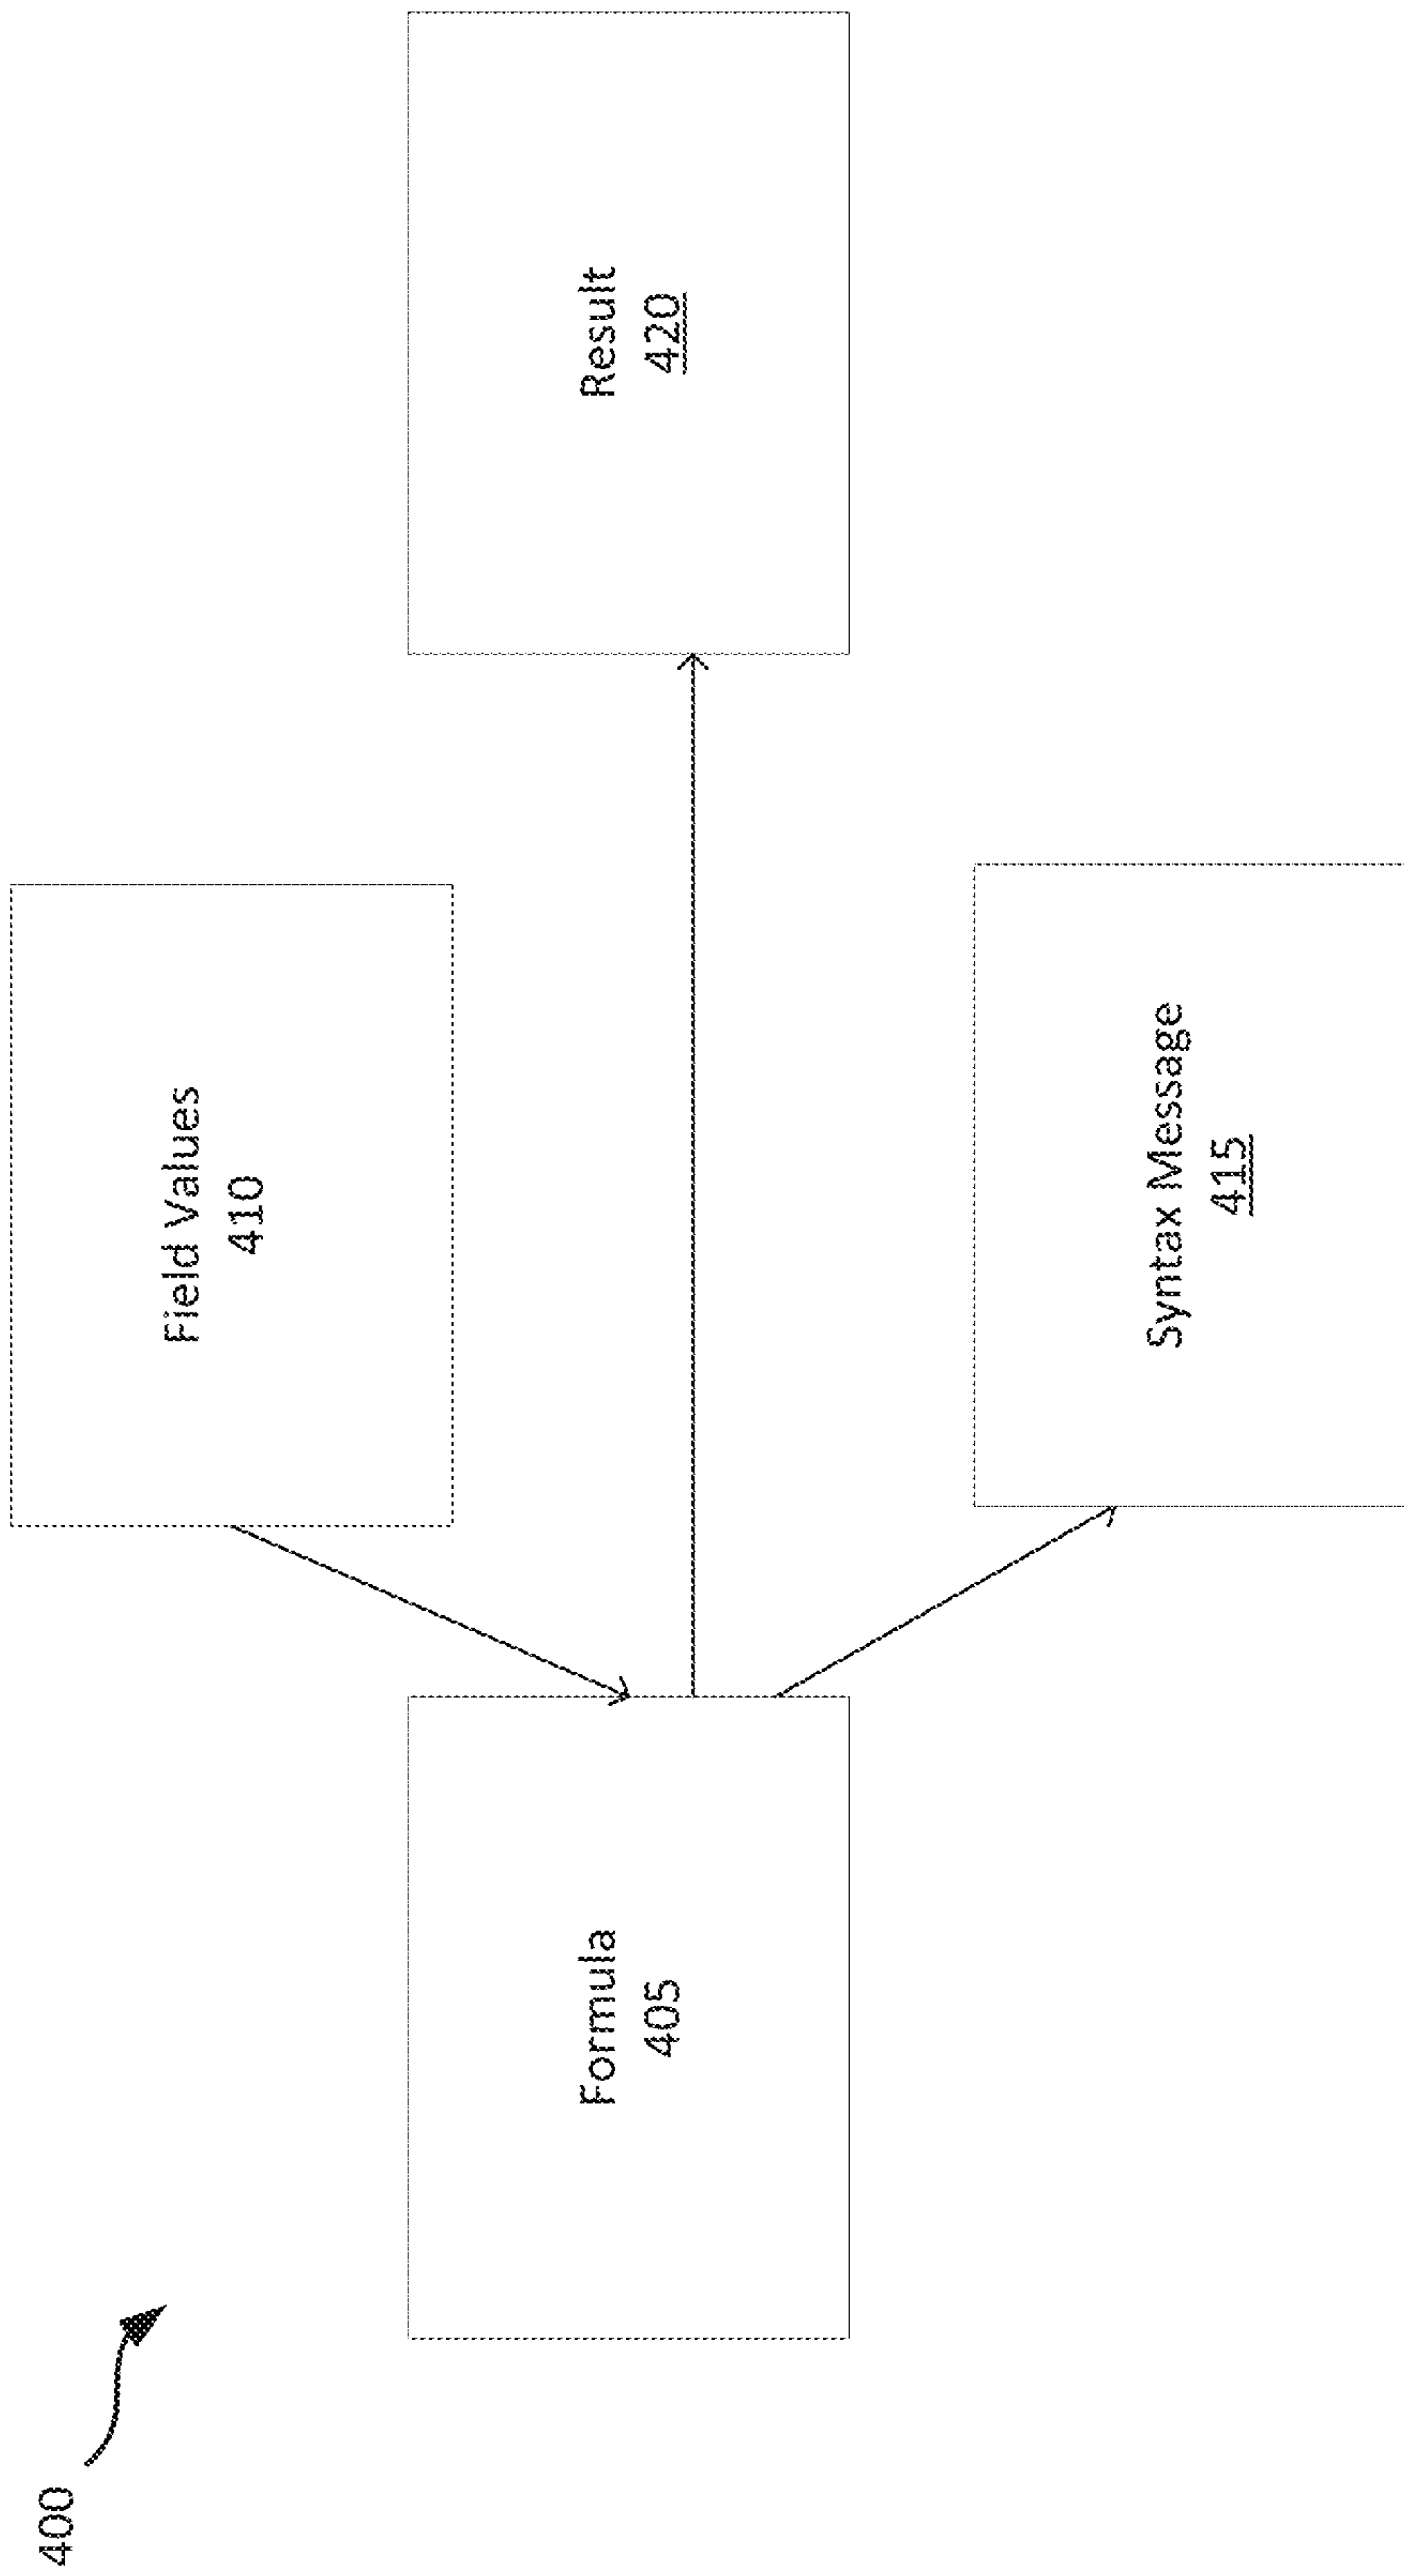 400
Field Values
410
Formula
405
Result
420
Syntax Message
415